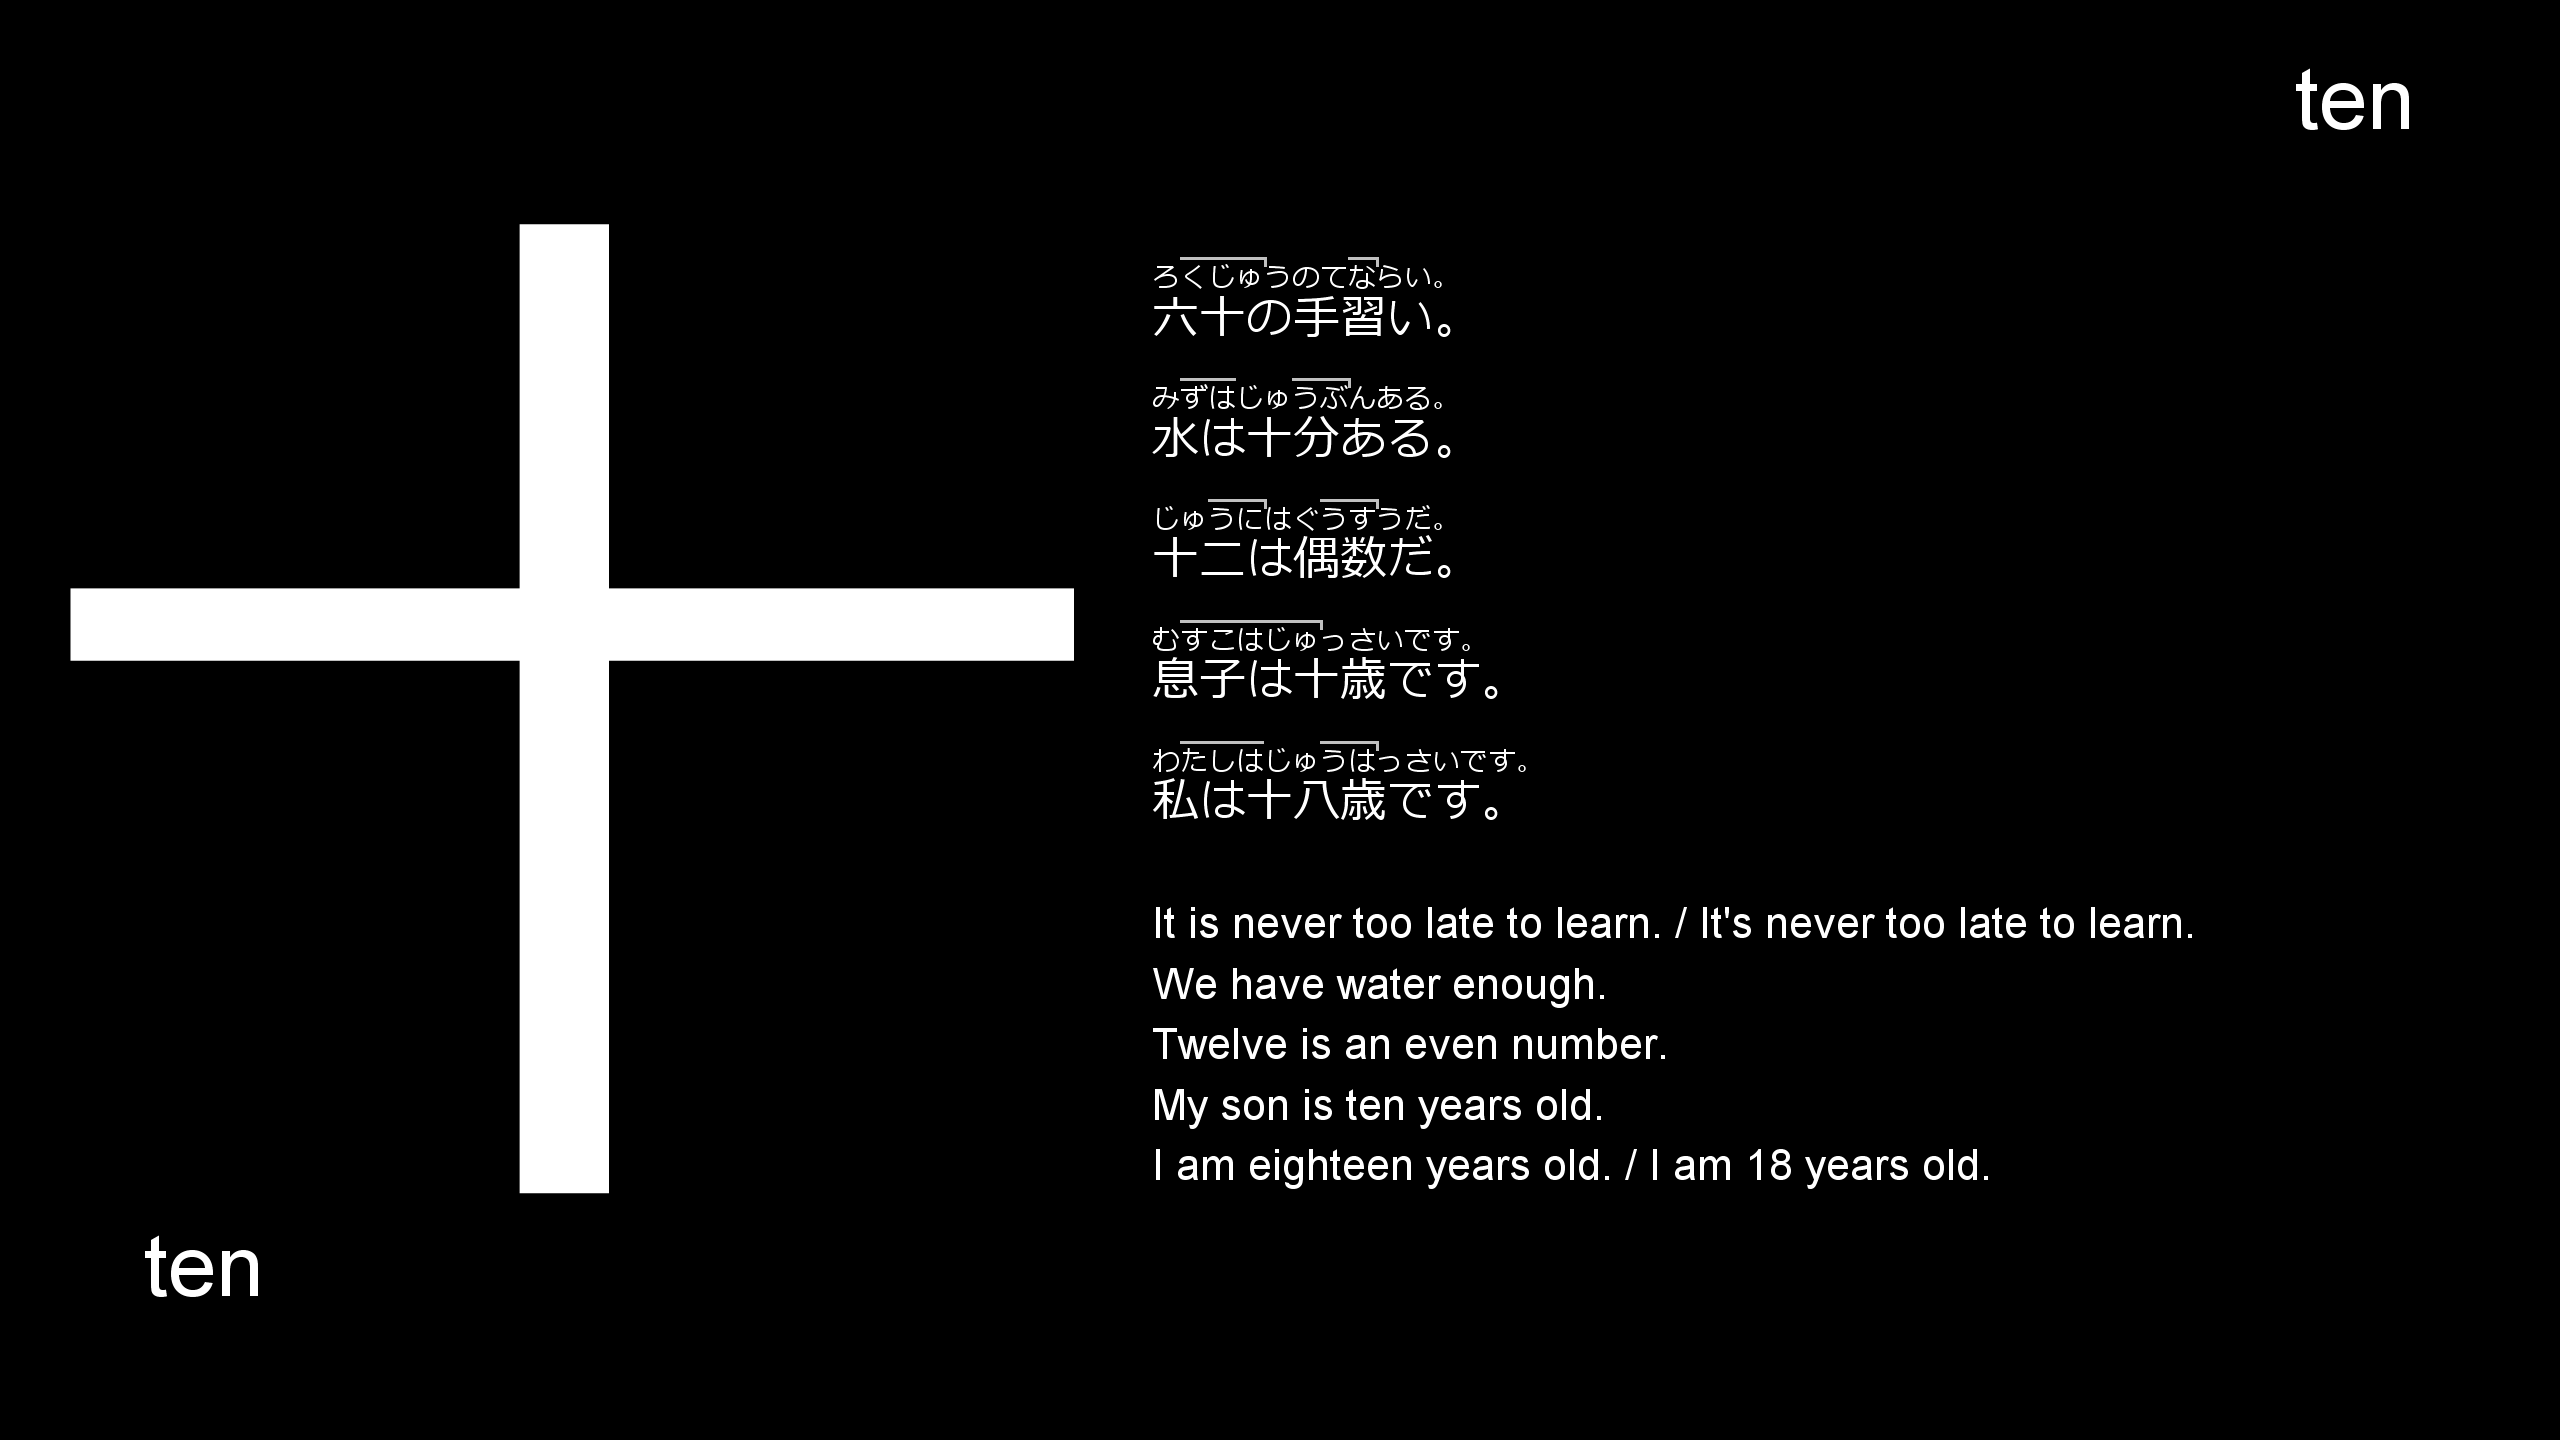 ten
十
ろくじゅうのてならい。
六十の手習い。
みずはじゅうぶんある。
水は十分ある。
じゅうにはぐうすうだ。
十二は偶数だ。
むすこはじゅっさいです。
息子は十歳です。
わたしはじゅうはっさいです。
私は十八歳です。
It is never too late to learn. / It's never too late to learn.
We have water enough.
Twelve is an even number.
My son is ten years old.
I am eighteen years old. / I am 18 years old.
ten